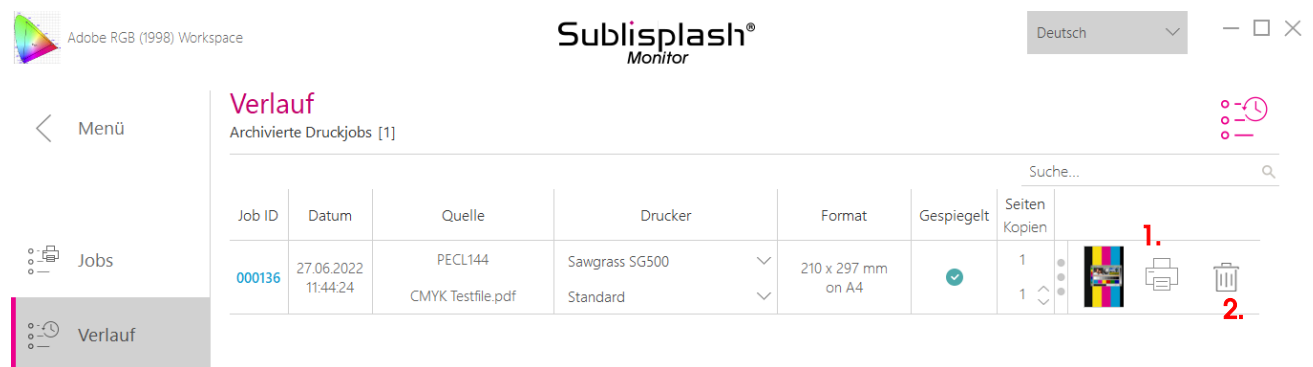 Adobe RGB (1998) Workspace
Sublisplash®
Monitor
Deutsch
Menü
Verlauf
Archivierte Druckjobs [1]
Suche...
Job ID
Datum
Quelle
Drucker
Format
Gespiegelt
Seiten
Kopien
1.
Jobs
000136
27.06.2022
11:44:24
PECL144
CMYK Testfile.pdf
Sawgrass SG500
Standard
210 x 297 mm
on A4
1
1
2.
Verlauf